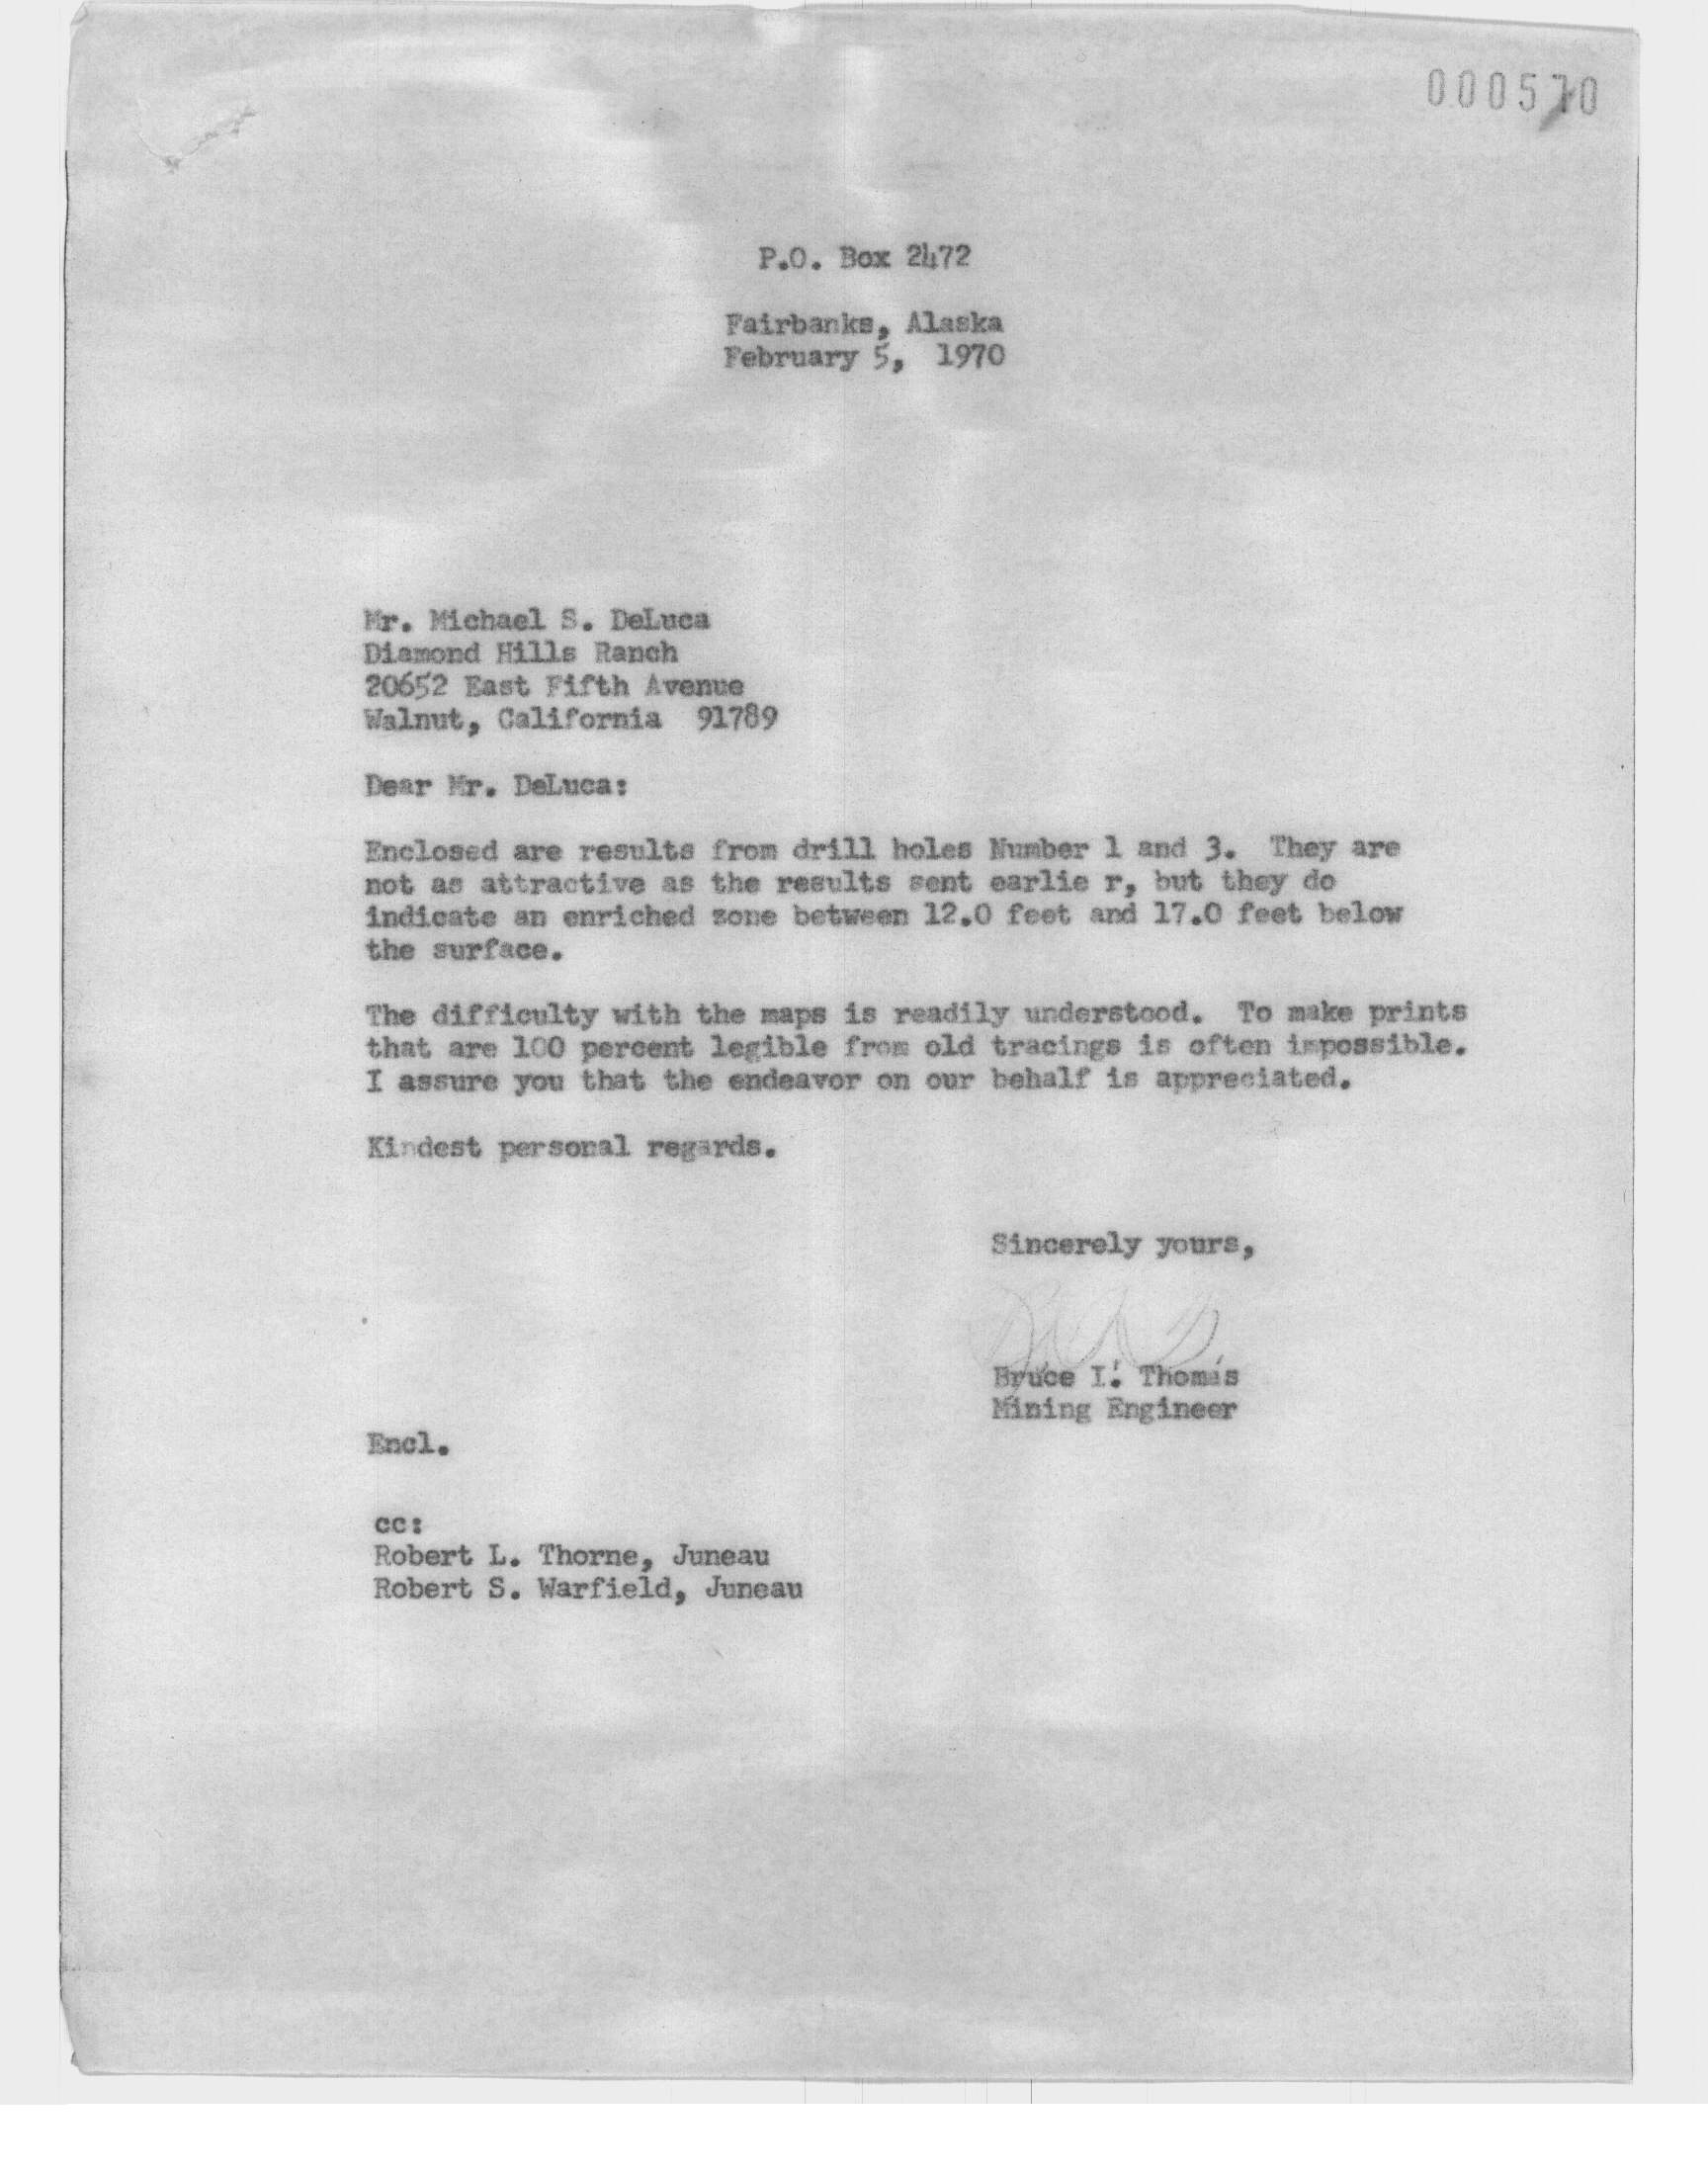 000570
P.O. Box 2472
Fairbanks, Alaska
February 5, 1970
Mr. Michael S. DeLuca
Diamond Hills Ranch
20652 East Fifth Avenue
Walnut, California 91789
Dear Mr. DeLuca:
Enclosed are results from drill holes Number 1 and 3. They are
not as attractive as the results sent earlie r, but they do
indicate an enriched zone between 12.0 feet and 17.0 feet below
the surface.
The difficulty with the maps is readily understood. To make prints
that are 100 percent legible from old tracings is often impossible.
I assure you that the endeavor on our behalf is appreciated.
Kindest personal regards.
Sincerely yours,
Bruce I. Thomas
Mining Engineer
Encl.
cc:
Robert L. Thorne, Juneau
Robert S. Warfield, Juneau